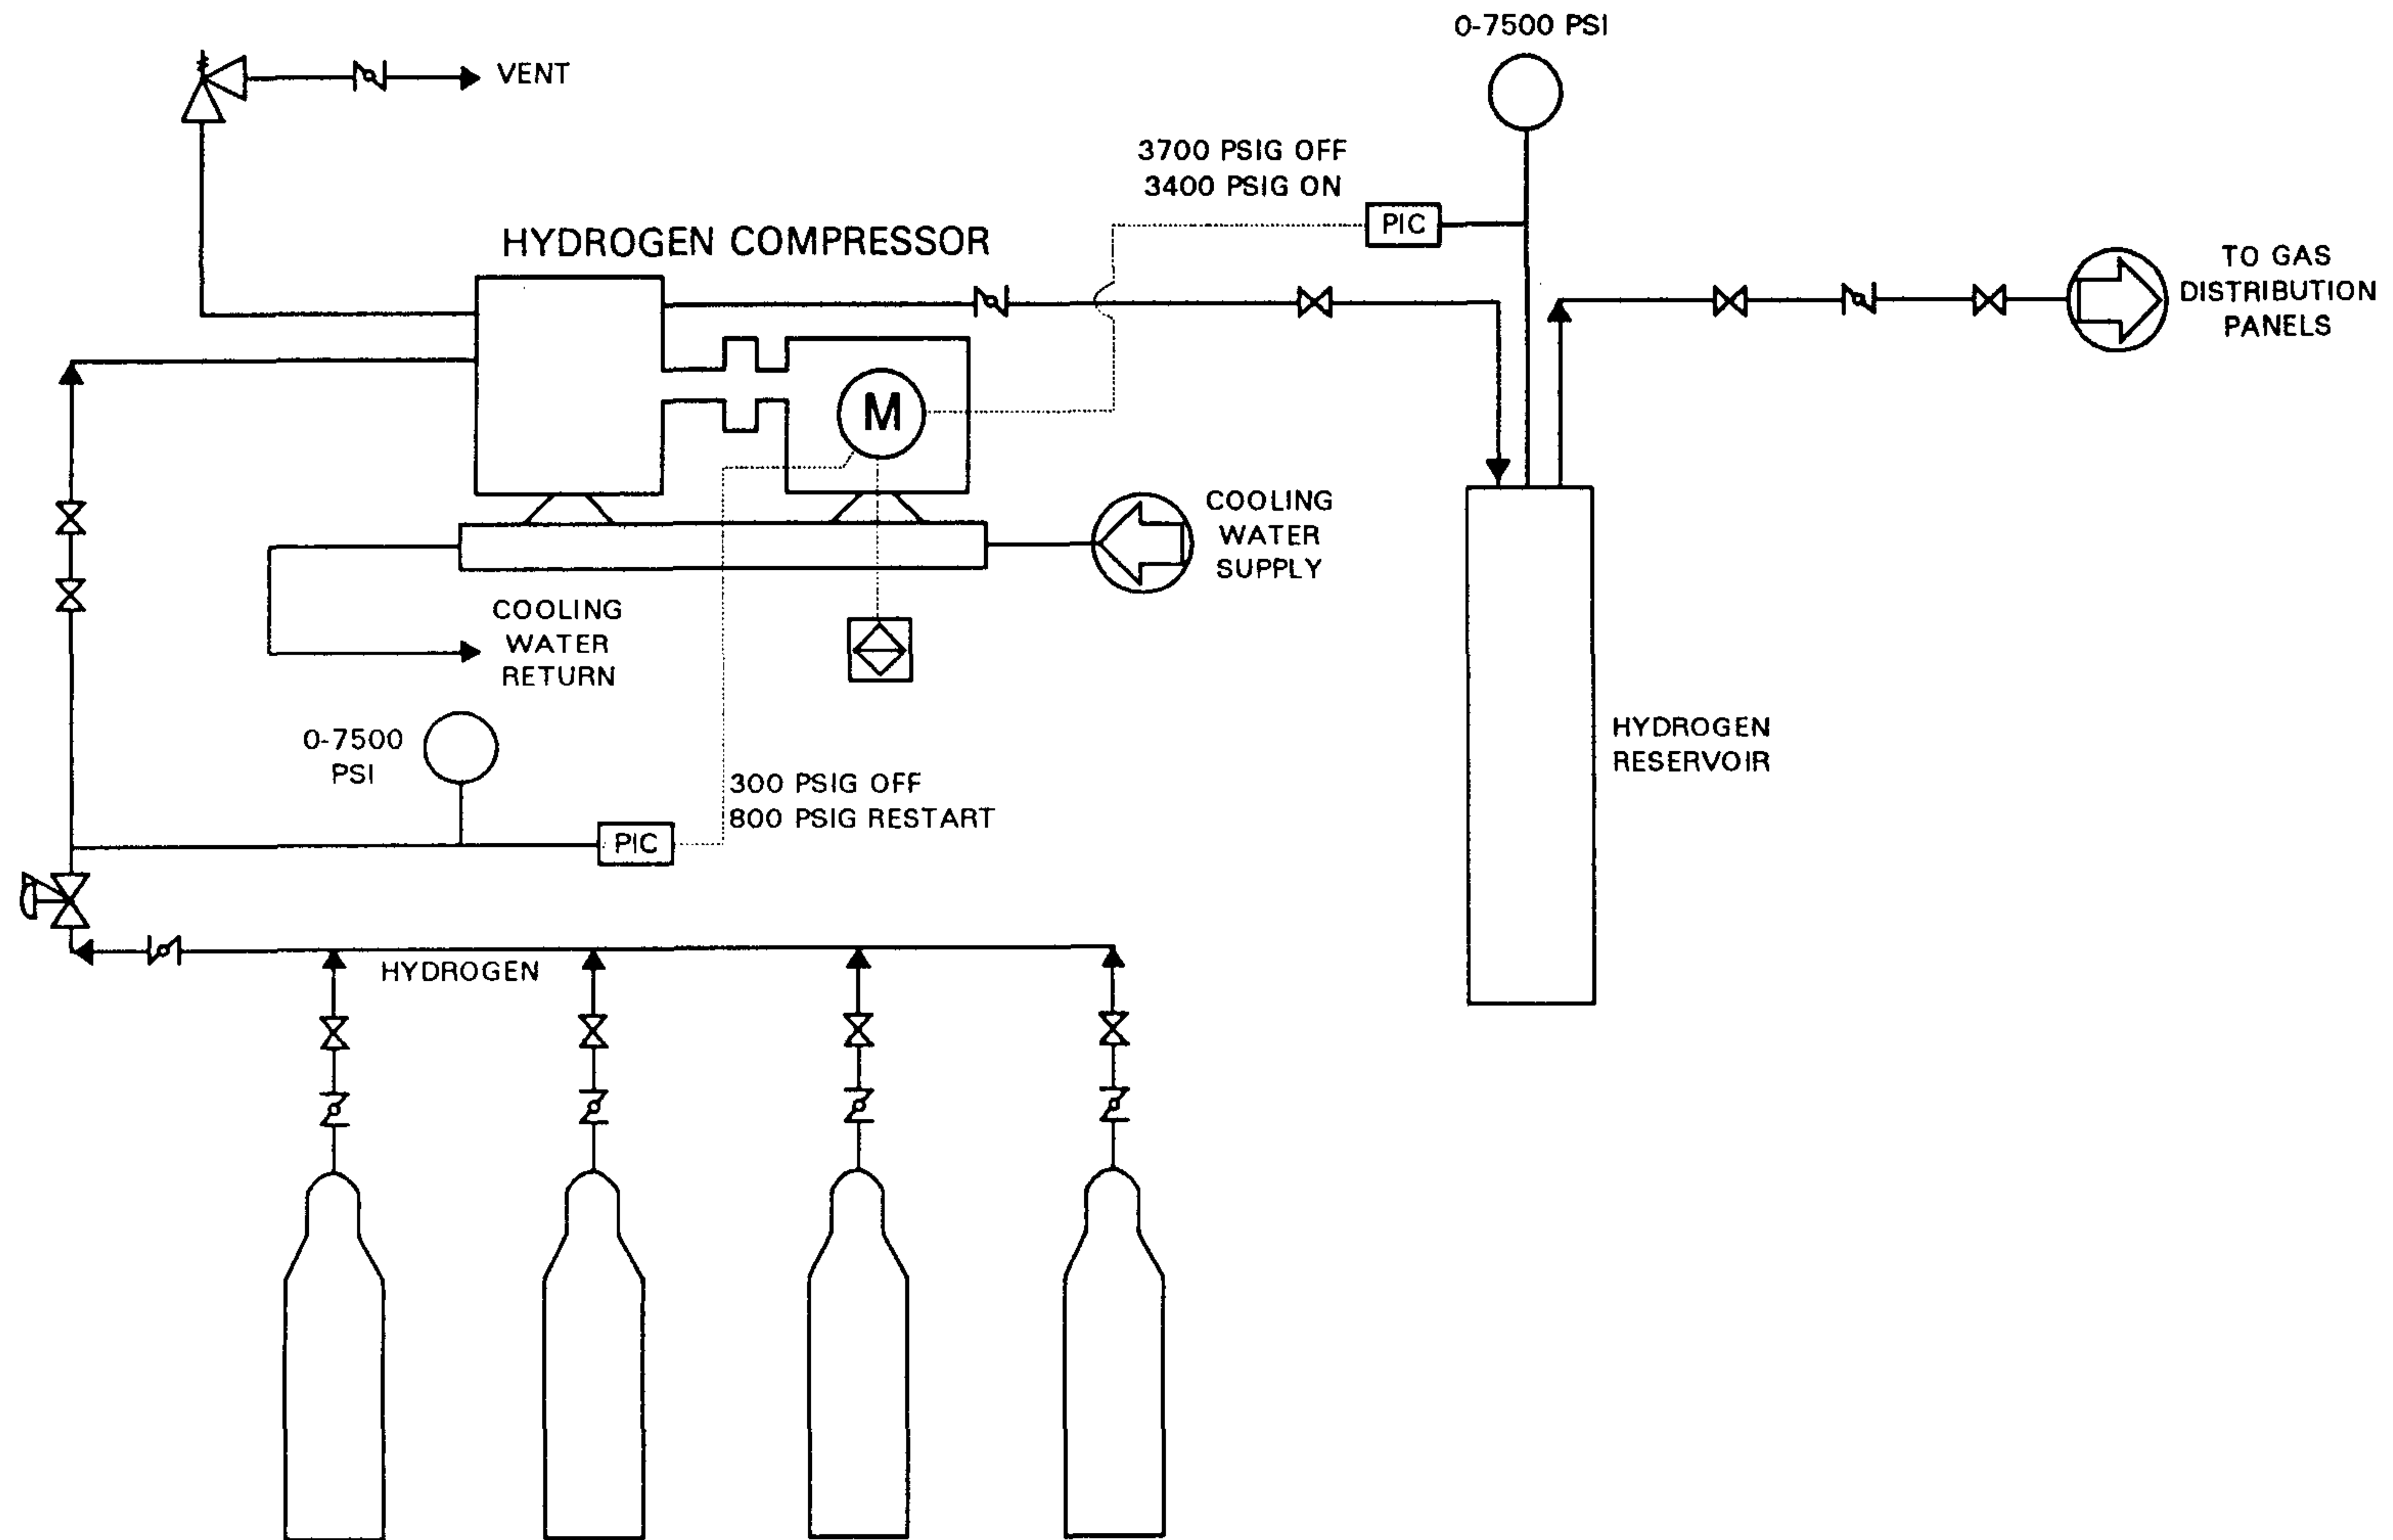 0-7500 PSI
VENT
3700 PSIG OFF
3400 PSIG ON
PIC
HYDROGEN COMPRESSOR
TO GAS
DISTRIBUTION
PANELS
M
COOLING
WATER
SUPPLY
COOLING
WATER
RETURN
0-7500
PSI
300 PSIG OFF
800 PSIG RESTART
PIC
HYDROGEN
RESERVOIR
HYDROGEN